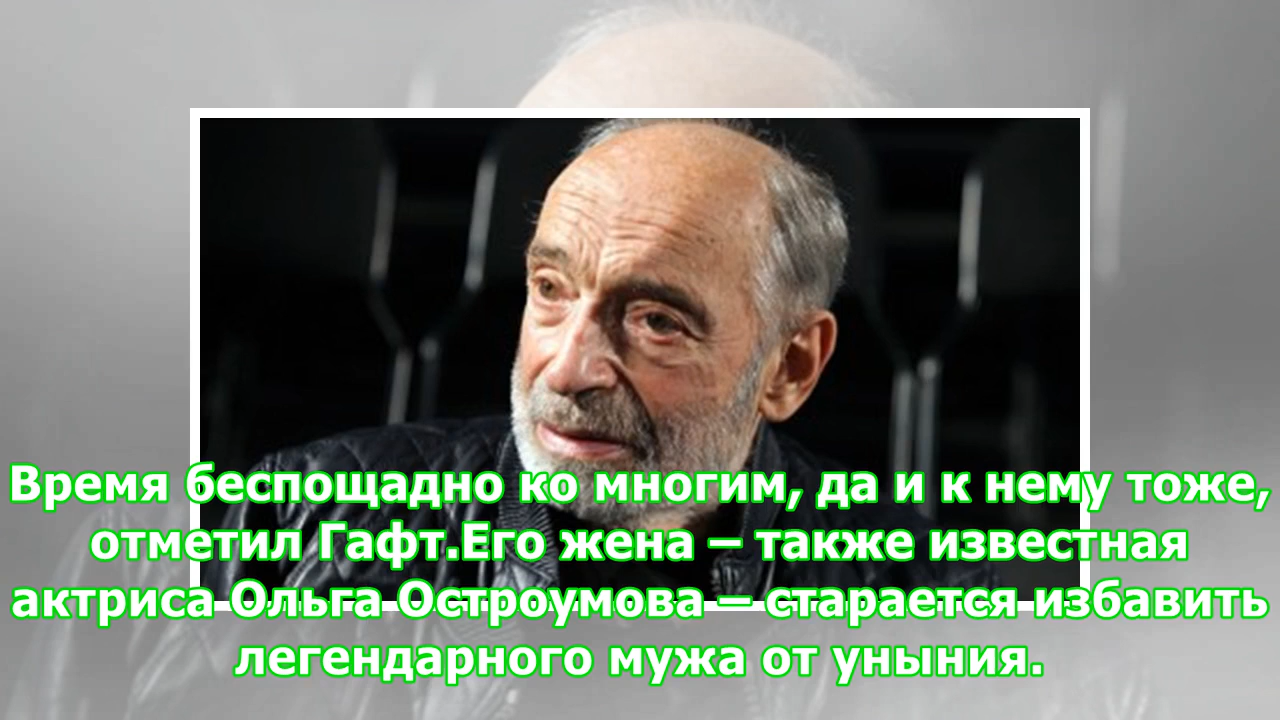 Время беспощадно ко многим, да и к нему тоже,
отметил Гафт.Его жена – также известная
актриса Ольга Остроумова – старается избавить
легендарного мужа от уныния.